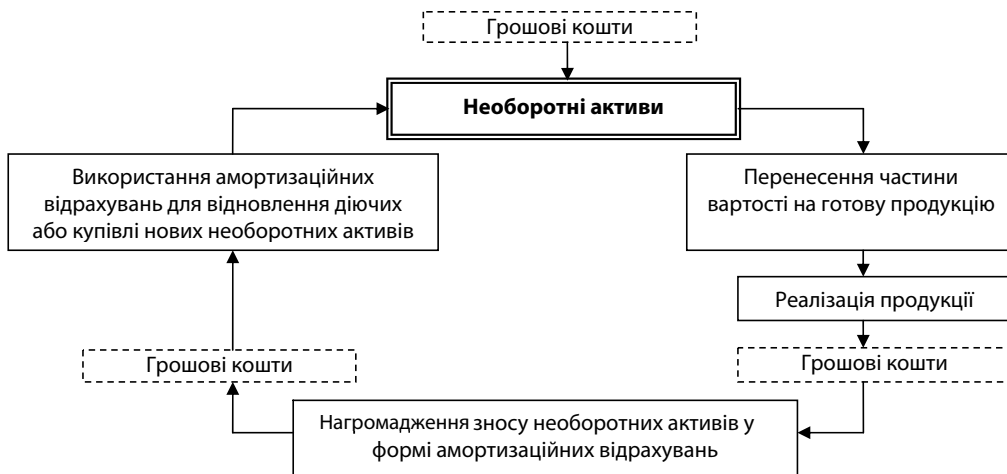 Грошові кошти
Необоротні активи
Використання амортизаційних
відрахувань для відновлення діючих
або купівлі нових необоротних активів
Перенесення частини
вартості на готову продукцію
Реалізація продукції
Грошові кошти
Грошові кошти
Нагромадження зносу необоротних активів у
формі амортизаційних відрахувань